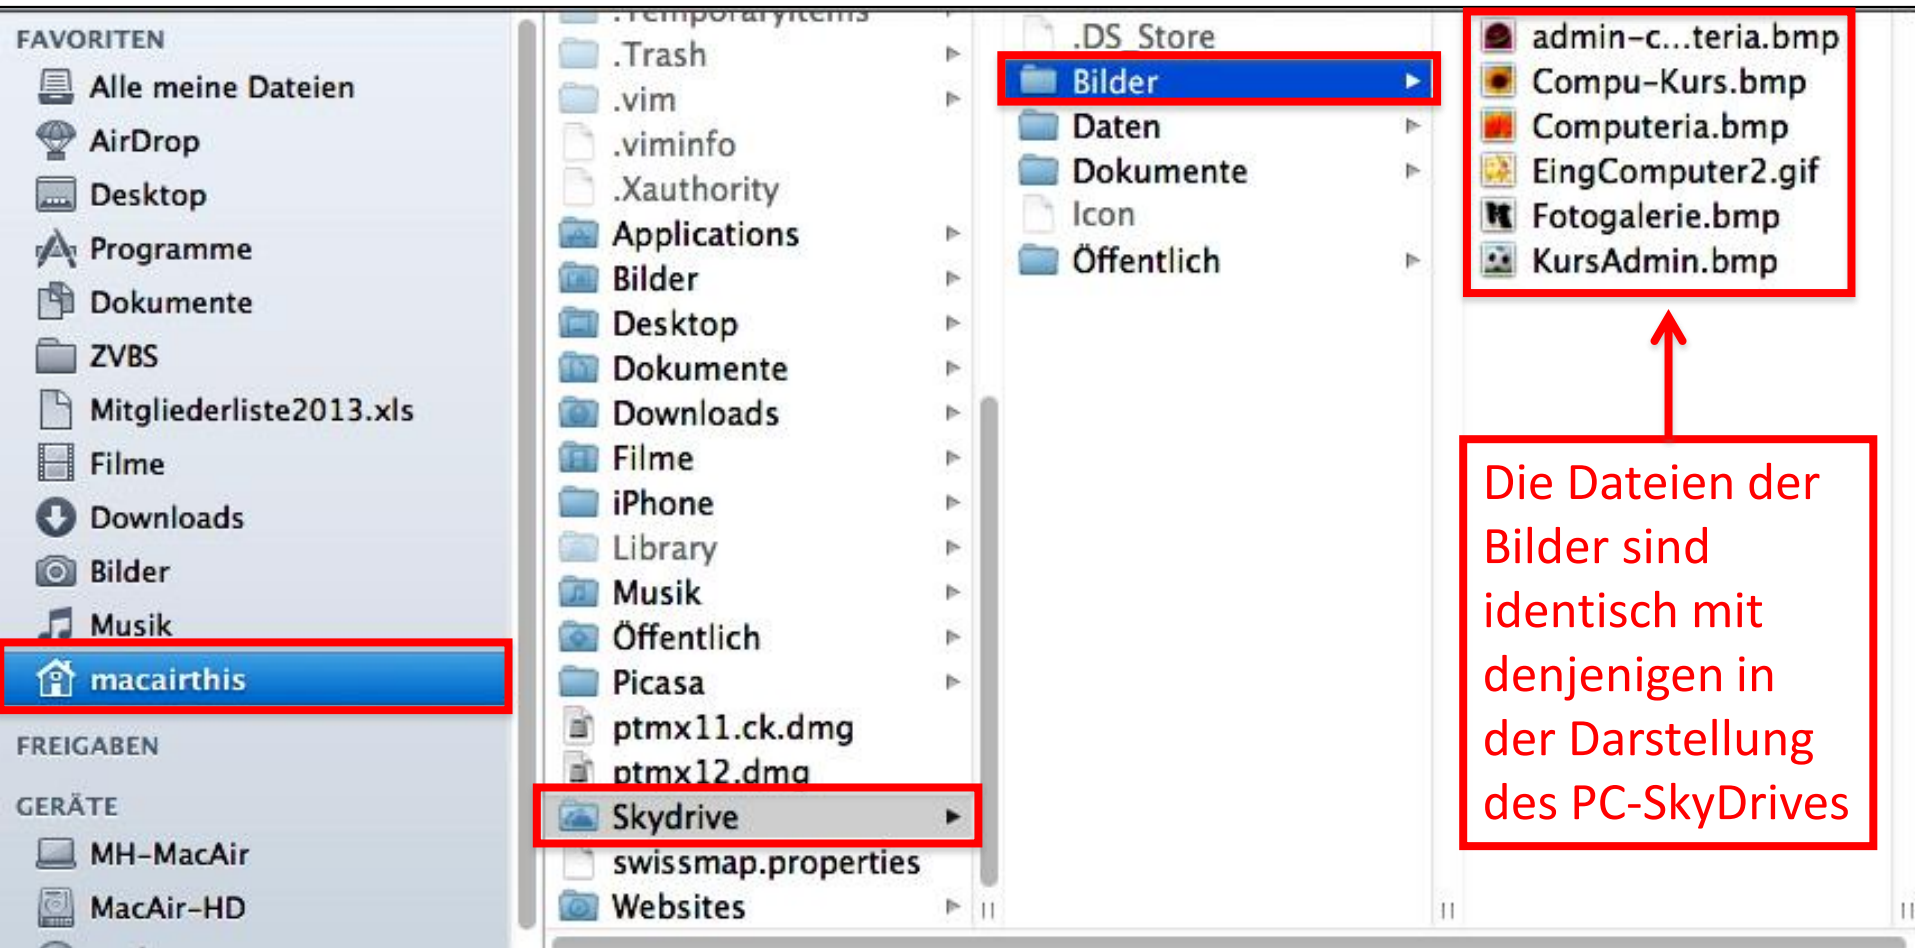 FAVORITEN
Alle meine Dateien
AirDrop
Desktop
Programme
Dokumente
ZVBS
Mitgliederliste2013.xls
Filme
Downloads
Bilder
Musik
macairthis
FREIGABEN
GERÄTE
MH-MacAir
MacAir-HD
.TemporaryItems
.Trash
.vim
.viminfo
.Xauthority
Applications
Bilder
Desktop
Dokumente
Downloads
Filme
iPhone
Library
Musik
Öffentlich
Picasa
ptmx11.ck.dmg
ptmx12.dmg
Skydrive
swissmap.properties
Websites
.DS_Store
Bilder
Daten
Dokumente
Icon
Öffentlich
admin-c...teria.bmp
Compu-Kurs.bmp
Computeria.bmp
EingComputer2.gif
Fotogalerie.bmp
KursAdmin.bmp
Die Dateien der
Bilder sind
identisch mit
denjenigen in
der Darstellung
des PC-SkyDrives